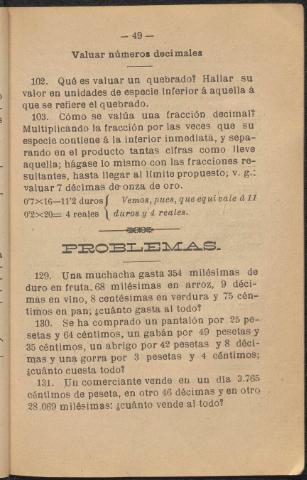 — 49 —
Valuar números decimales
102. Qué es valuar un quebrado? Hallar su
valor en unidades de especie inferior á aquella á
que se refiere el quebrado.
103. Cómo se valúa una fracción decimal?
Multiplicando la fracción por las veces que su
especie contiene á la inferior inmediata, y sepa-
rando en el producto tantas cifras como lleve
aquella; hágase lo mismo con las fracciones re-
sultantes, hasta llegar al límite propuesto; v. g.:
valuar 7 décimas de onza de oro.
0'7×16=11'2 duros { Vemos, pues, que equivale á 11
0'2×20= 4 reales { duros y 4 reales.
PROBLEMAS.
129. Una muchacha gasta 354 milésimas de
duro en fruta, 68 milésimas en arroz, 9 déci-
mas en vino, 8 centésimas en verdura y 75 cén-
timos en pan; ¿cuánto gasta al todo?
130. Se ha comprado un pantalón por 25 pe-
setas y 64 céntimos, un gabán por 49 pesetas y
35 céntimos, un abrigo por 42 pesetas y 8 déci-
mas y una gorra por 3 pesetas y 4 céntimos;
¿cuánto cuesta todo?
131. Un comerciante vende en un día 3.765
céntimos de peseta, en otro 46 décimas y en otro
28.069 milésimas: ¿cuánto vende al todo?